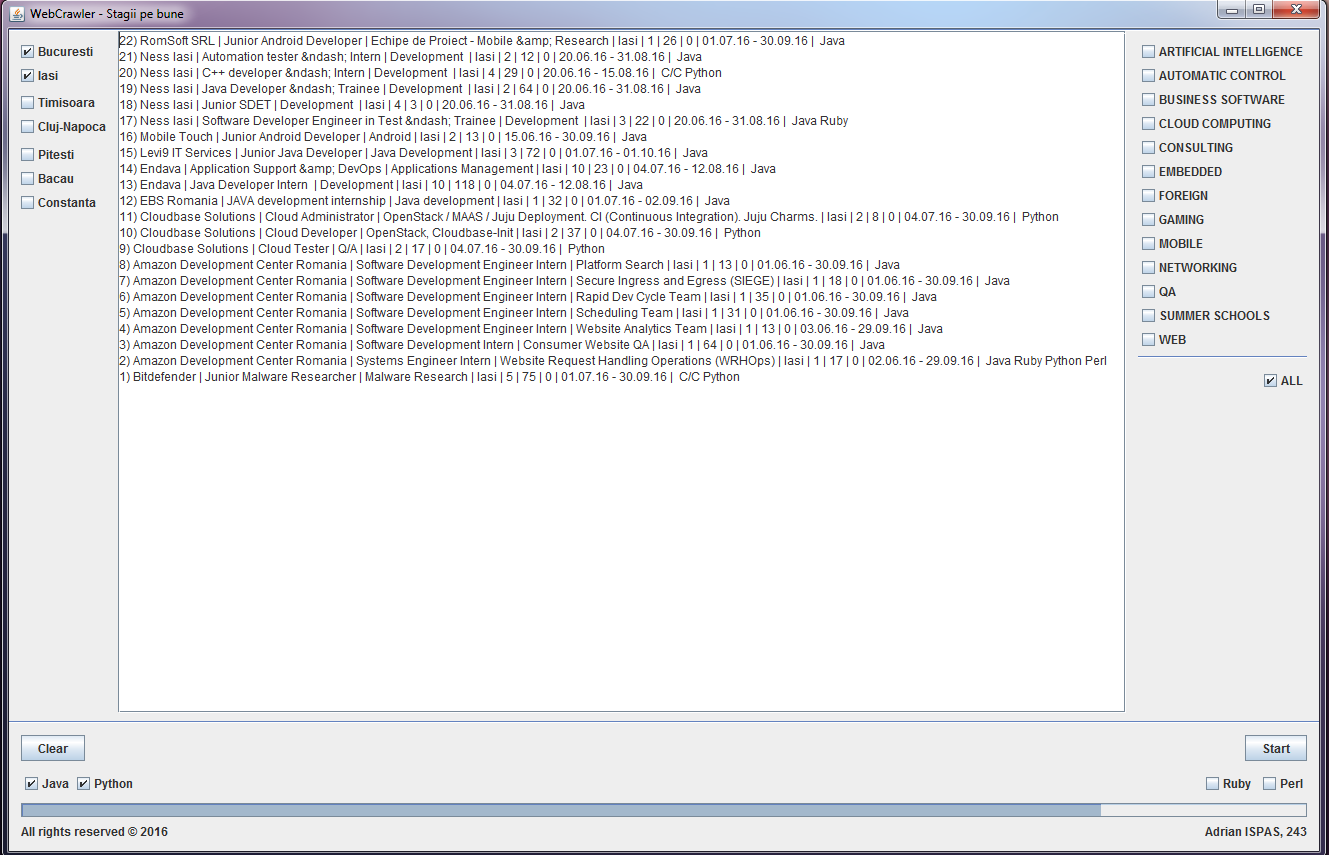 WebCrawler - Stagii pe bune
Bucuresti
Iasi
Timisoara
Cluj-Napoca
Pitesti
Bacau
Constanta
22) RomSoft SRL | Junior Android Developer | Echipe de Proiect - Mobile &amp; Research | Iasi | 1 | 26 | 0 | 01.07.16 - 30.09.16 | Java
21) Ness Iasi | Automation tester &ndash; Intern | Development | Iasi | 2 | 12 | 0 | 20.06.16 - 31.08.16 | Java
20) Ness Iasi | C++ developer &ndash; Intern | Development | Iasi | 4 | 29 | 0 | 20.06.16 - 15.08.16 | C/C Python
19) Ness Iasi | Java Developer &ndash; Trainee | Development | Iasi | 2 | 64 | 0 | 20.06.16 - 31.08.16 | Java
18) Ness Iasi | Junior SDET | Development | Iasi | 4 | 3 | 0 | 20.06.16 - 31.08.16 | Java
17) Ness Iasi | Software Developer Engineer in Test &ndash; Trainee | Development | Iasi | 3 | 22 | 0 | 20.06.16 - 31.08.16 | Java Ruby
16) Mobile Touch | Junior Android Developer | Android | Iasi | 2 | 13 | 0 | 15.06.16 - 30.09.16 | Java
15) Levi9 IT Services | Junior Java Developer | Java Development | Iasi | 3 | 72 | 0 | 01.07.16 - 01.10.16 | Java
14) Endava | Application Support &amp; DevOps | Applications Management | Iasi | 10 | 23 | 0 | 04.07.16 - 12.08.16 | Java
13) Endava | Java Developer Intern | Development | Iasi | 10 | 118 | 0 | 04.07.16 - 12.08.16 | Java
12) EBS Romania | JAVA development internship | Java development | Iasi | 1 | 32 | 0 | 01.07.16 - 02.09.16 | Java
11) Cloudbase Solutions | Cloud Administrator | OpenStack / MAAS / Juju Deployment. CI (Continuous Integration). Juju Charms. | Iasi | 2 | 8 | 0 | 04.07.16 - 30.09.16 | Python
10) Cloudbase Solutions | Cloud Developer | OpenStack, Cloudbase-Init | Iasi | 2 | 37 | 0 | 04.07.16 - 30.09.16 | Python
9) Cloudbase Solutions | Cloud Tester | Q/A | Iasi | 2 | 17 | 0 | 04.07.16 - 30.09.16 | Python
8) Amazon Development Center Romania | Software Development Engineer Intern | Platform Search | Iasi | 1 | 13 | 0 | 01.06.16 - 30.09.16 | Java
7) Amazon Development Center Romania | Software Development Engineer Intern | Secure Ingress and Egress (SIEGE) | Iasi | 1 | 18 | 0 | 01.06.16 - 30.09.16 | Java
6) Amazon Development Center Romania | Software Development Engineer Intern | Rapid Dev Cycle Team | Iasi | 1 | 35 | 0 | 01.06.16 - 30.09.16 | Java
5) Amazon Development Center Romania | Software Development Engineer Intern | Scheduling Team | Iasi | 1 | 31 | 0 | 01.06.16 - 30.09.16 | Java
4) Amazon Development Center Romania | Software Development Engineer Intern | Website Analytics Team | Iasi | 1 | 13 | 0 | 03.06.16 - 29.09.16 | Java
3) Amazon Development Center Romania | Software Development Intern | Consumer Website QA | Iasi | 1 | 64 | 0 | 01.06.16 - 30.09.16 | Java
2) Amazon Development Center Romania | Systems Engineer Intern | Website Request Handling Operations (WRHOps) | Iasi | 1 | 17 | 0 | 02.06.16 - 29.09.16 | Java Ruby Python Perl
1) Bitdefender | Junior Malware Researcher | Malware Research | Iasi | 5 | 75 | 0 | 01.07.16 - 30.09.16 | C/C Python
ARTIFICIAL INTELLIGENCE
AUTOMATIC CONTROL
BUSINESS SOFTWARE
CLOUD COMPUTING
CONSULTING
EMBEDDED
FOREIGN
GAMING
MOBILE
NETWORKING
QA
SUMMER SCHOOLS
WEB
ALL
Clear
Start
Java Python
Ruby Perl
All rights reserved © 2016
Adrian ISPAS, 243